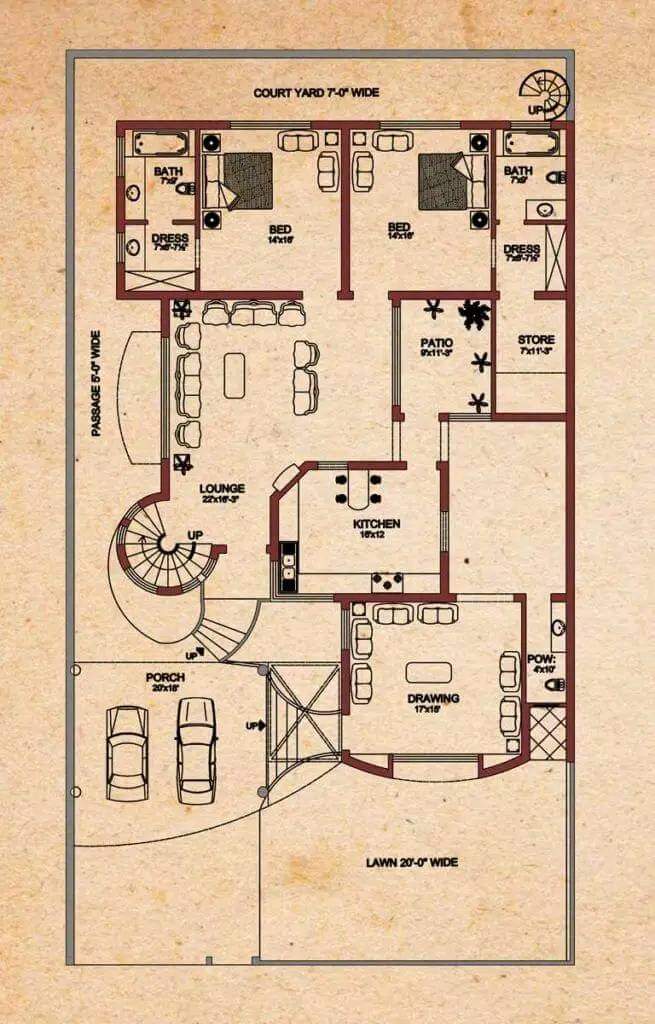 COURT YARD 7'-0" WIDE
UP
BATH
7'x9'
BED
14'x16'
BED
14'x16'
BATH
7'x9'
DRESS
7'x6'-7½"
DRESS
7'x6'-7½"
PASSAGE 5'-0" WIDE
PATIO
9'x11'-3"
STORE
7'x11'-3"
LOUNGE
22'x16'-3"
KITCHEN
16'x12'
UP
UP
PORCH
20'x18'
DRAWING
17'x15'
POW:
4'x10'
UP
LAWN 20'-0" WIDE